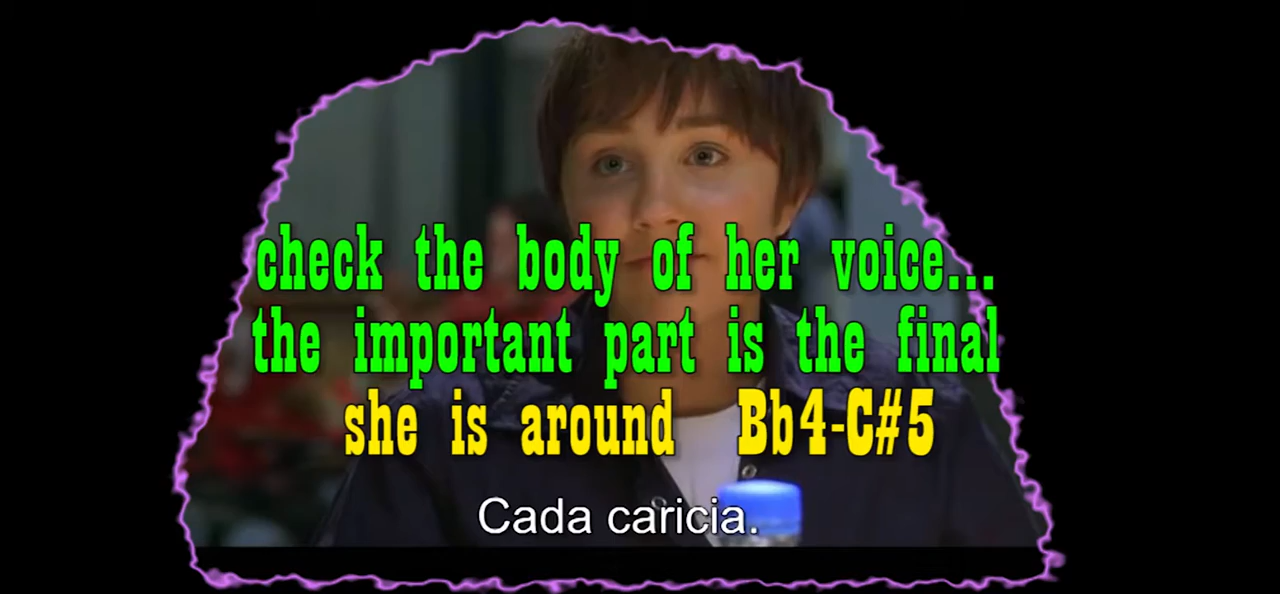 check the body of her voice...
the important part is the final
she is around Bb4-C#5
Cada caricia.